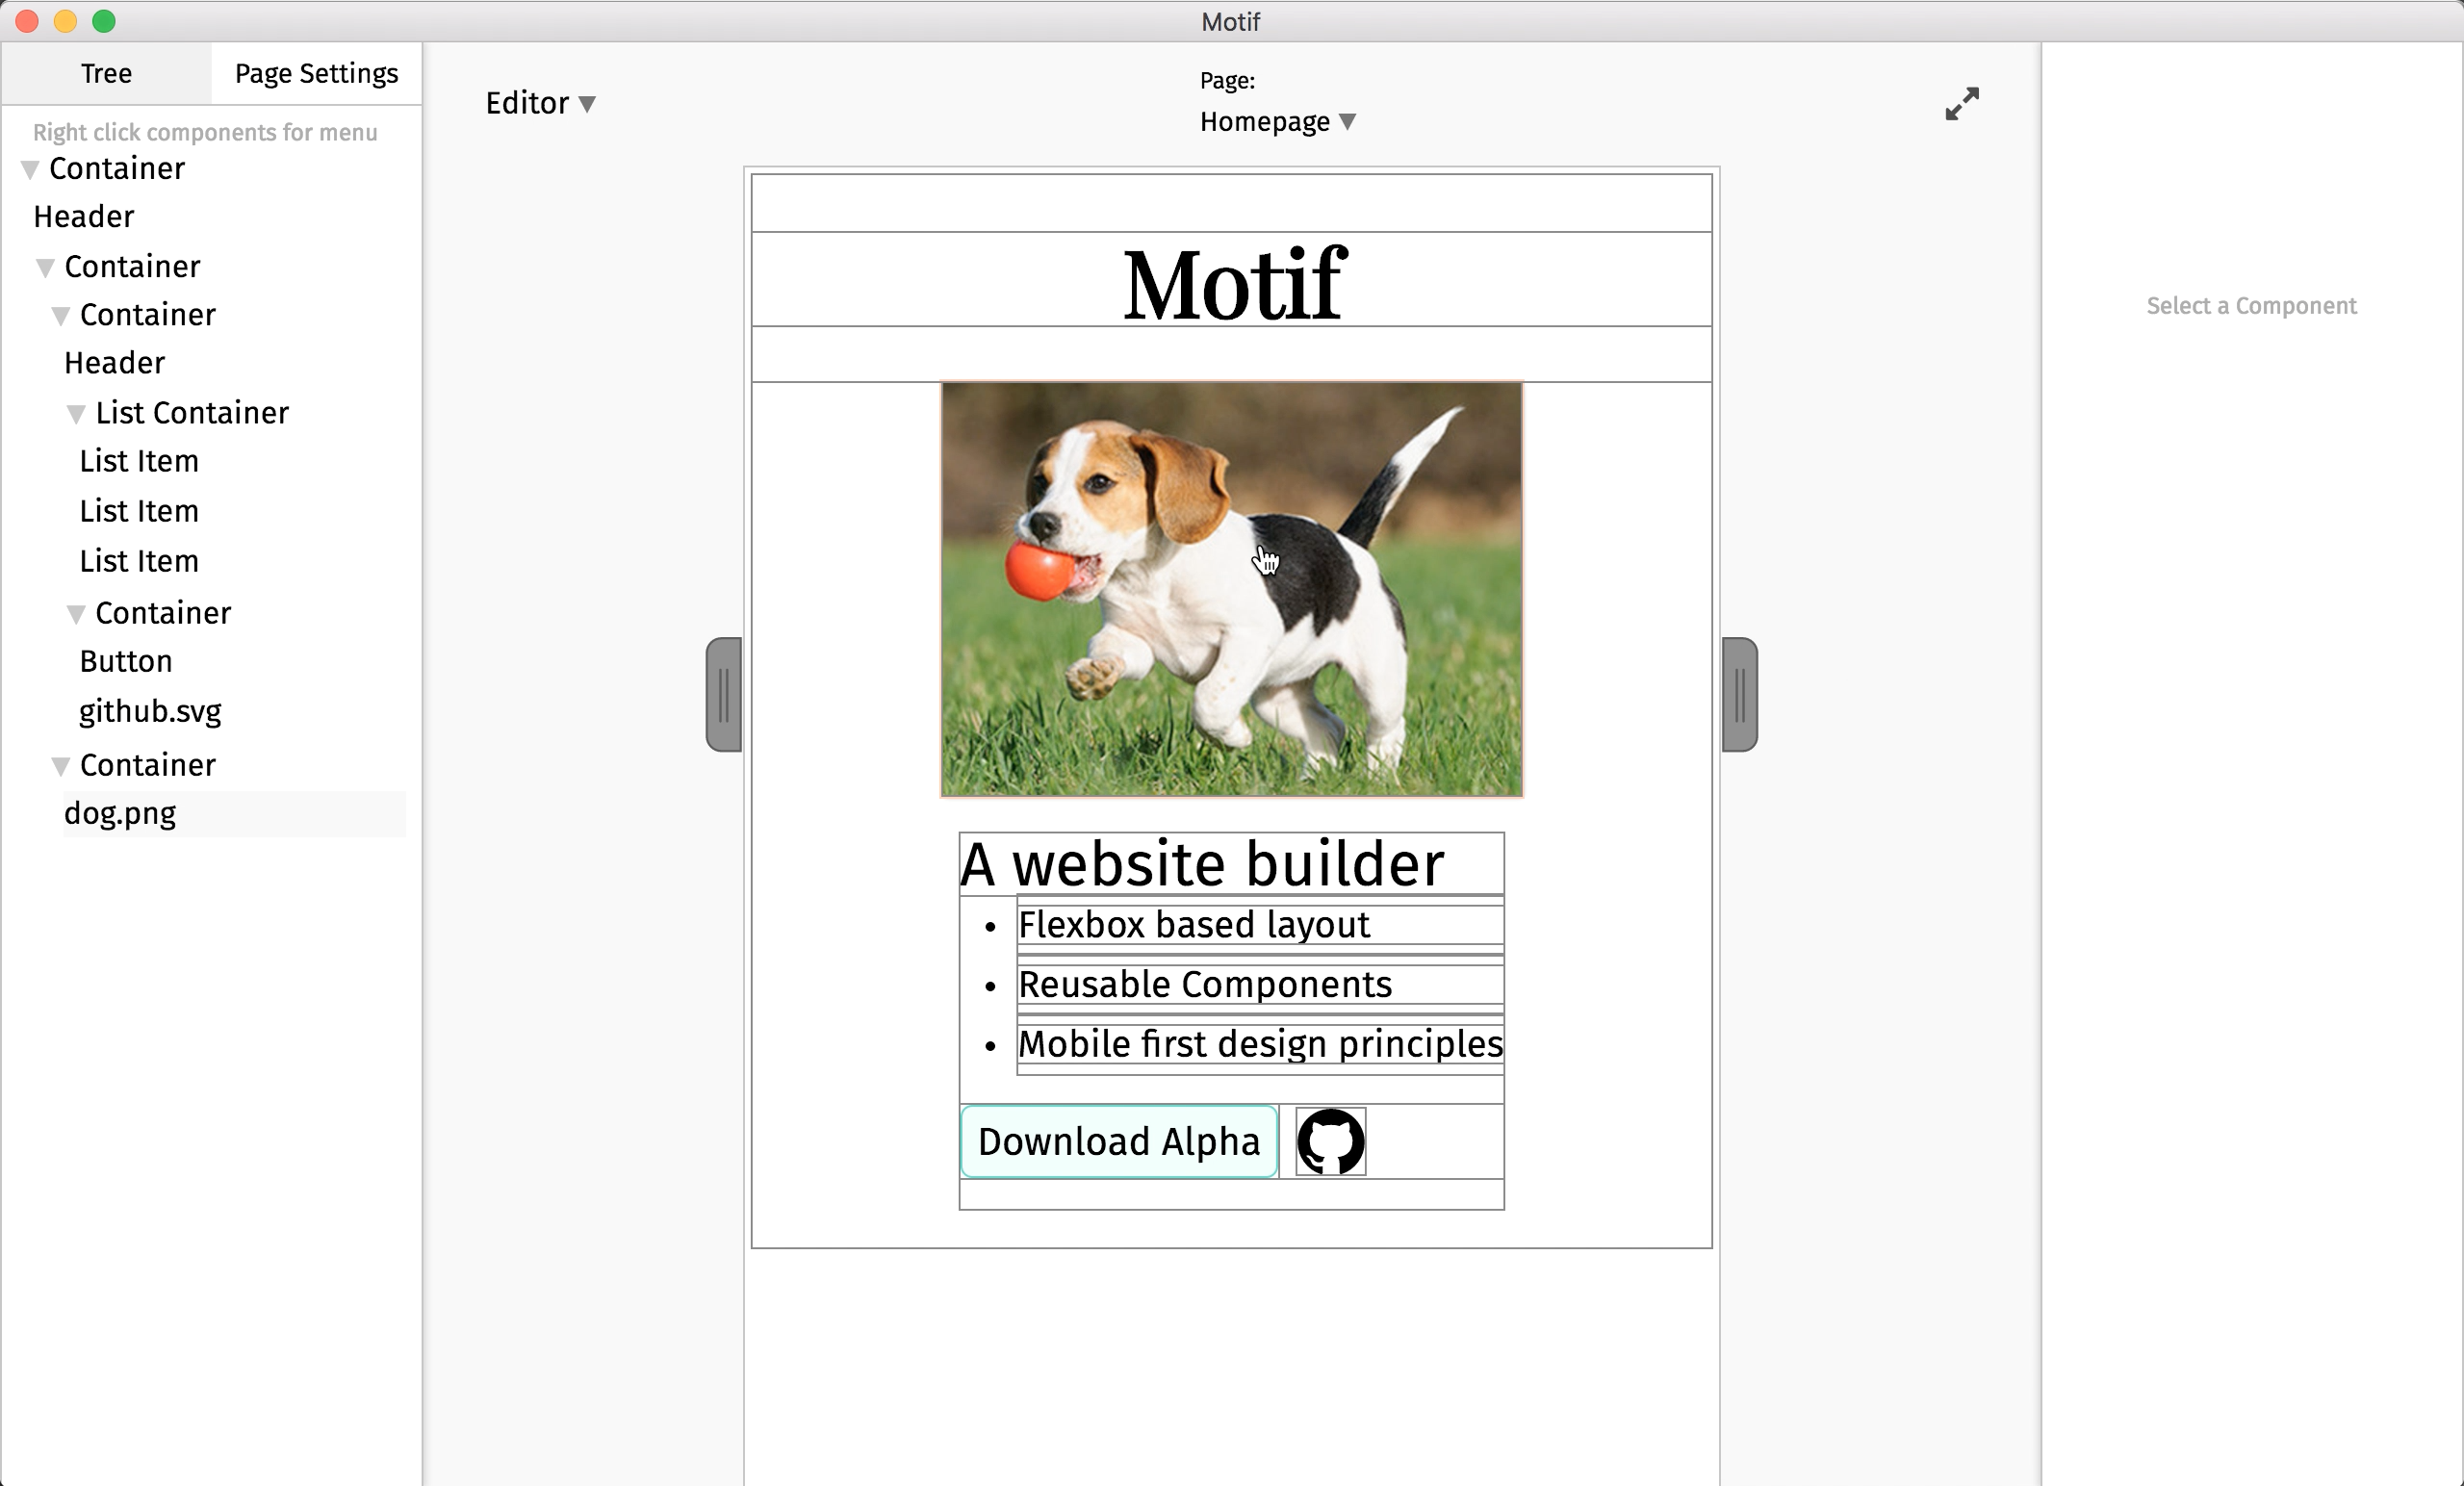 Motif
Tree
Page Settings
Right click components for menu
Container
Header
Container
Container
Header
List Container
List Item
List Item
List Item
Container
Button
github.svg
Container
dog.png
Editor
Page:
Homepage
Motif
A website builder
Flexbox based layout
Reusable Components
Mobile first design principles
Download Alpha
Select a Component